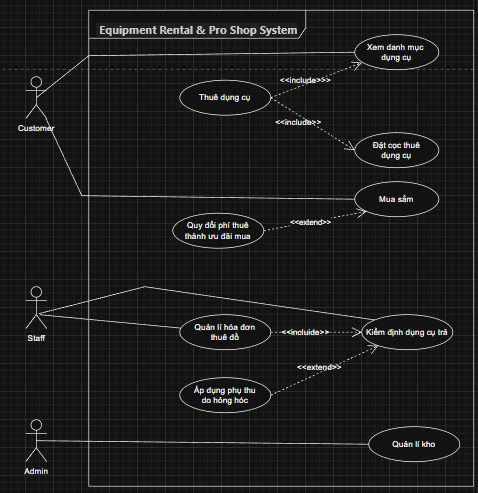 Equipment Rental & Pro Shop System
Xem danh mục
dụng cụ
<<include>>>
Thuê dụng cụ
Customer
<<include>>
Đặt cọc thuê
dụng cụ
Mua sắm
<<extend>>
Quy đổi phí thuê
thành ưu đãi mua
Staff
Quản lí hóa đơn
thuê đồ
<<incluide>>
Kiểm định dụng cụ trả
<<extend>>
Áp dụng phụ thu
do hỏng hóc
Admin
Quản lí kho